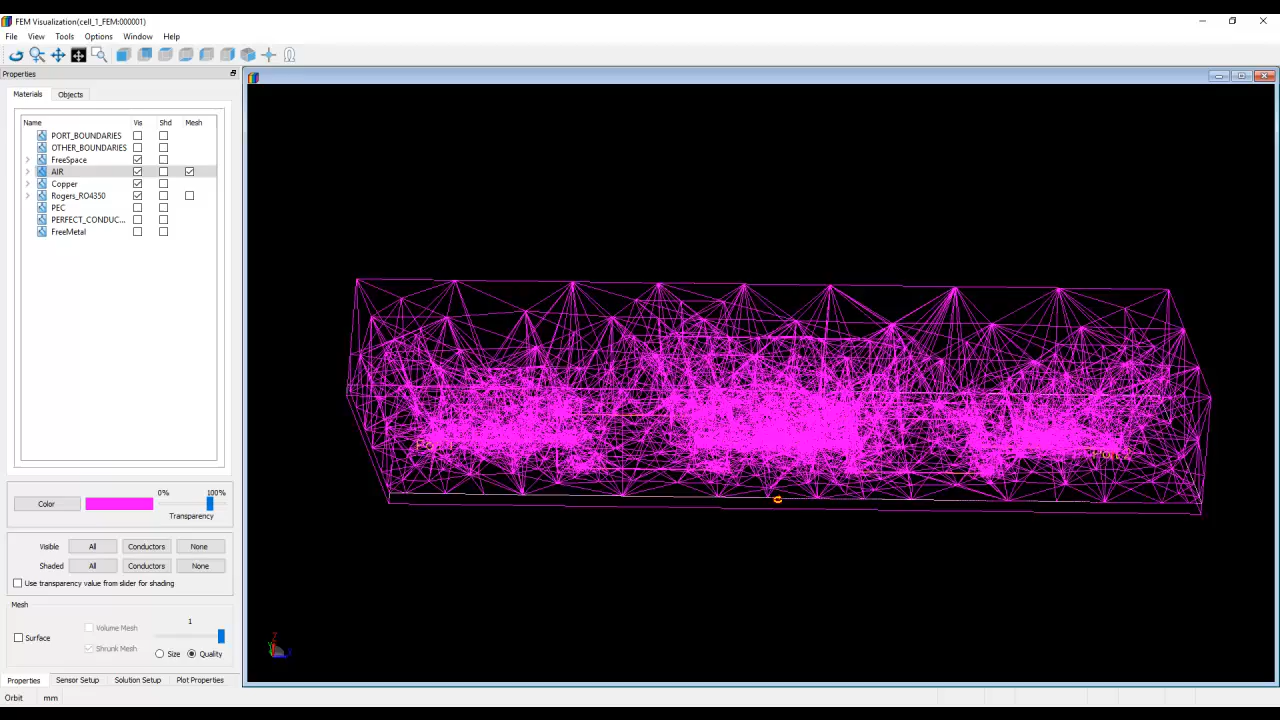 FEM Visualization(cell_1_FEM:000001)
File View Tools Options Window Help
Properties
Materials Objects
Name Vis Shd Mesh
PORT_BOUNDARIES
OTHER_BOUNDARIES
FreeSpace
AIR
Copper
Rogers_RO4350
PEC
PERFECT_CONDUC...
FreeMetal
0% 100%
Color
Transparency
Visible All Conductors None
Shaded All Conductors None
Use transparency value from slider for shading
Mesh
1
Volume Mesh
Surface
Shrunk Mesh
Size Quality
Properties Sensor Setup Solution Setup Plot Properties
Orbit mm
Z